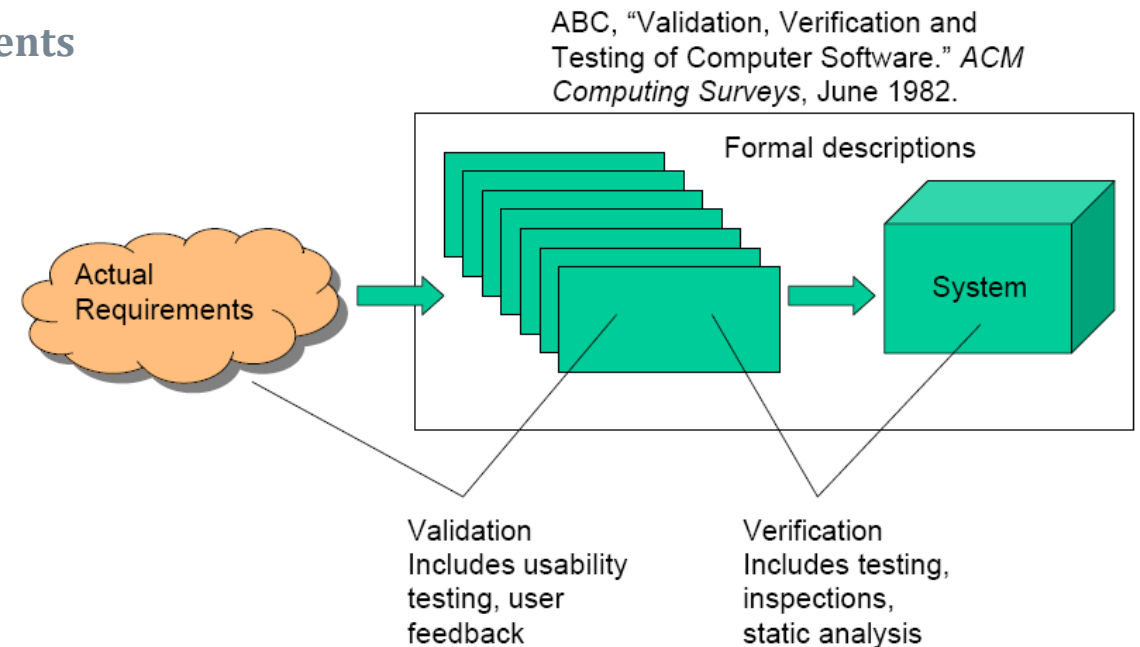 ents
ABC, “Validation, Verification and
Testing of Computer Software.” ACM
Computing Surveys, June 1982.
Formal descriptions
Actual
Requirements
System
Validation
Includes usability
testing, user
feedback
Verification
Includes testing,
inspections,
static analysis